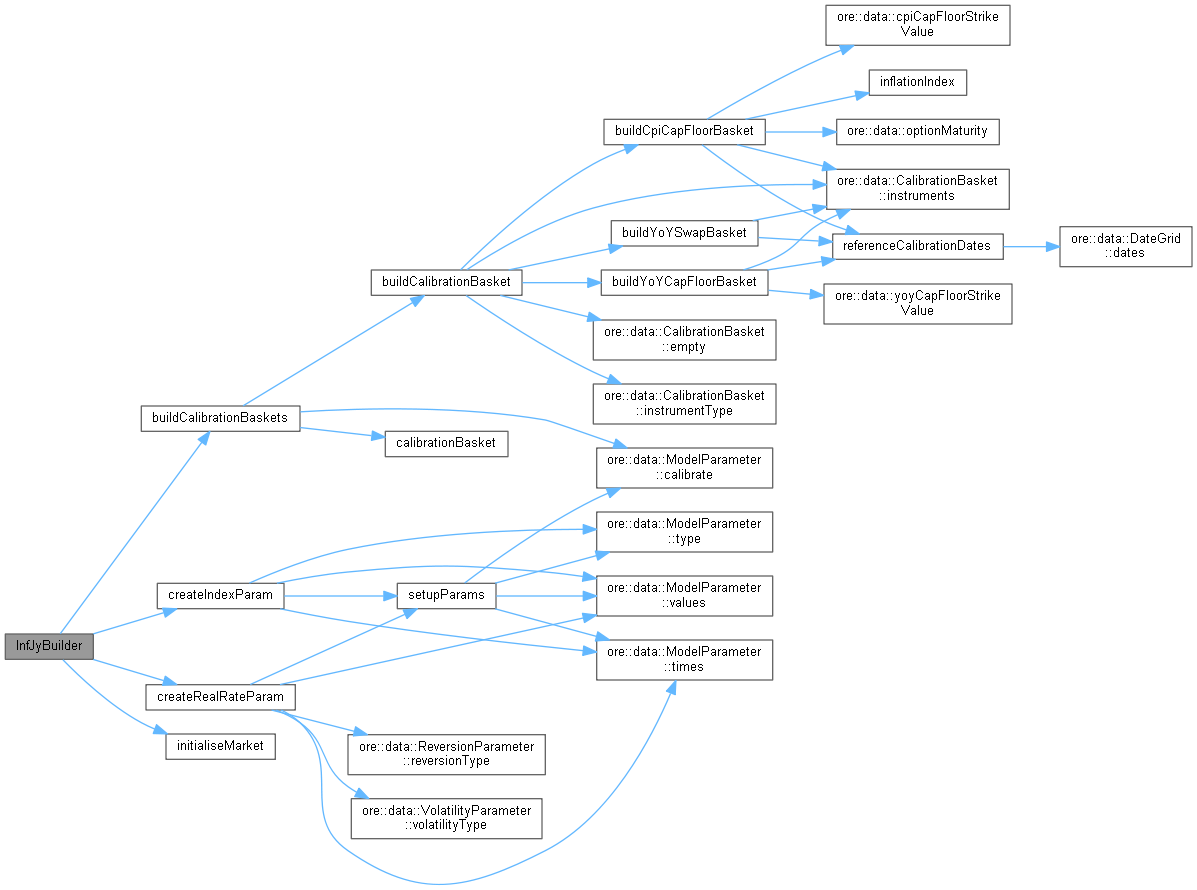 ore::data::cpiCapFloorStrike
Value
inflationIndex
buildCpiCapFloorBasket
ore::data::optionMaturity
ore::data::CalibrationBasket
::instruments
buildYoYSwapBasket
referenceCalibrationDates
ore::data::DateGrid
::dates
buildCalibrationBasket
buildYoYCapFloorBasket
ore::data::yoyCapFloorStrike
Value
ore::data::CalibrationBasket
::empty
ore::data::CalibrationBasket
::instrumentType
buildCalibrationBaskets
calibrationBasket
ore::data::ModelParameter
::calibrate
ore::data::ModelParameter
::type
createIndexParam
setupParams
ore::data::ModelParameter
::values
InfJyBuilder
ore::data::ModelParameter
::times
createRealRateParam
initialiseMarket
ore::data::ReversionParameter
::reversionType
ore::data::VolatilityParameter
::volatilityType